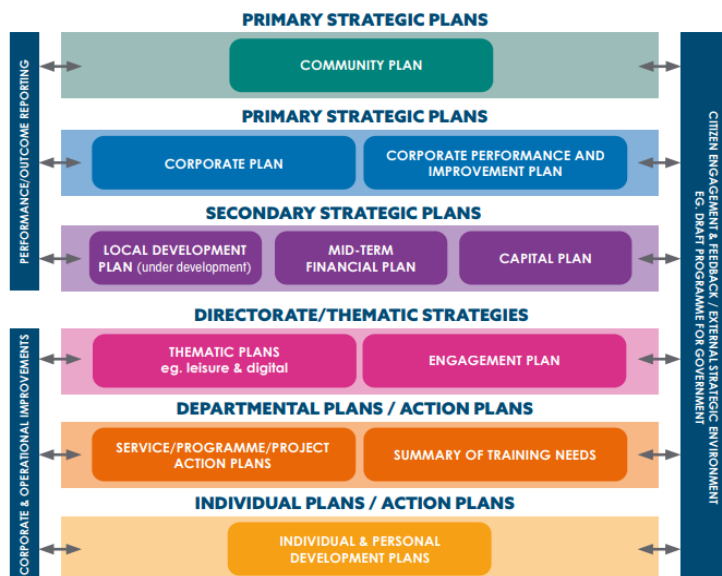 PRIMARY STRATEGIC PLANS
COMMUNITY PLAN
PRIMARY STRATEGIC PLANS
CORPORATE PLAN
CORPORATE PERFORMANCE AND
IMPROVEMENT PLAN
SECONDARY STRATEGIC PLANS
LOCAL DEVELOPMENT
PLAN (under development)
MID-TERM
FINANCIAL PLAN
CAPITAL PLAN
DIRECTORATE/THEMATIC STRATEGIES
THEMATIC PLANS
eg. leisure & digital
ENGAGEMENT PLAN
DEPARTMENTAL PLANS / ACTION PLANS
SERVICE/PROGRAMME/PROJECT
ACTION PLANS
SUMMARY OF TRAINING NEEDS
INDIVIDUAL PLANS / ACTION PLANS
INDIVIDUAL & PERSONAL
DEVELOPMENT PLANS
PERFORMANCE/OUTCOME REPORTING
CORPORATE & OPERATIONAL IMPROVEMENTS
CITIZEN ENGAGEMENT & FEEDBACK / EXTERNAL STRATEGIC ENVIRONMENT
EG. DRAFT PROGRAMME FOR GOVERNMENT